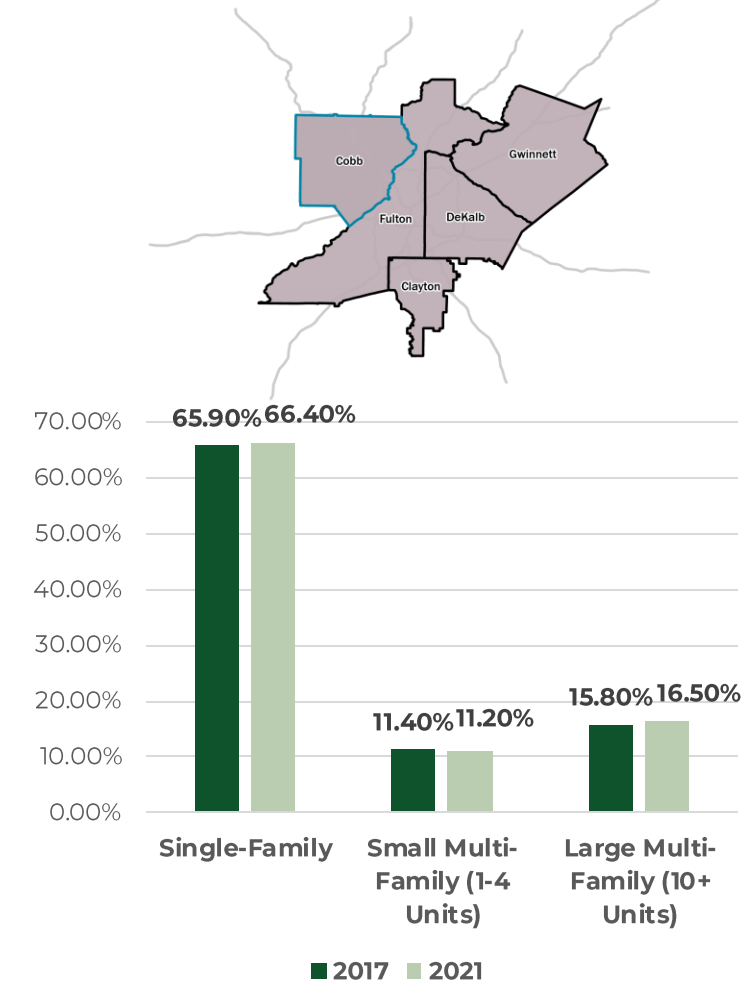 Cobb
Gwinnett
Fulton
DeKalb
Clayton
65.90% 66.40%
70.00%
60.00%
50.00%
40.00%
30.00%
20.00%
15.80% 16.50%
11.40% 11.20%
10.00%
0.00%
Single-Family
Small Multi-
Family (1-4
Units)
Large Multi-
Family (10+
Units)
2017 2021